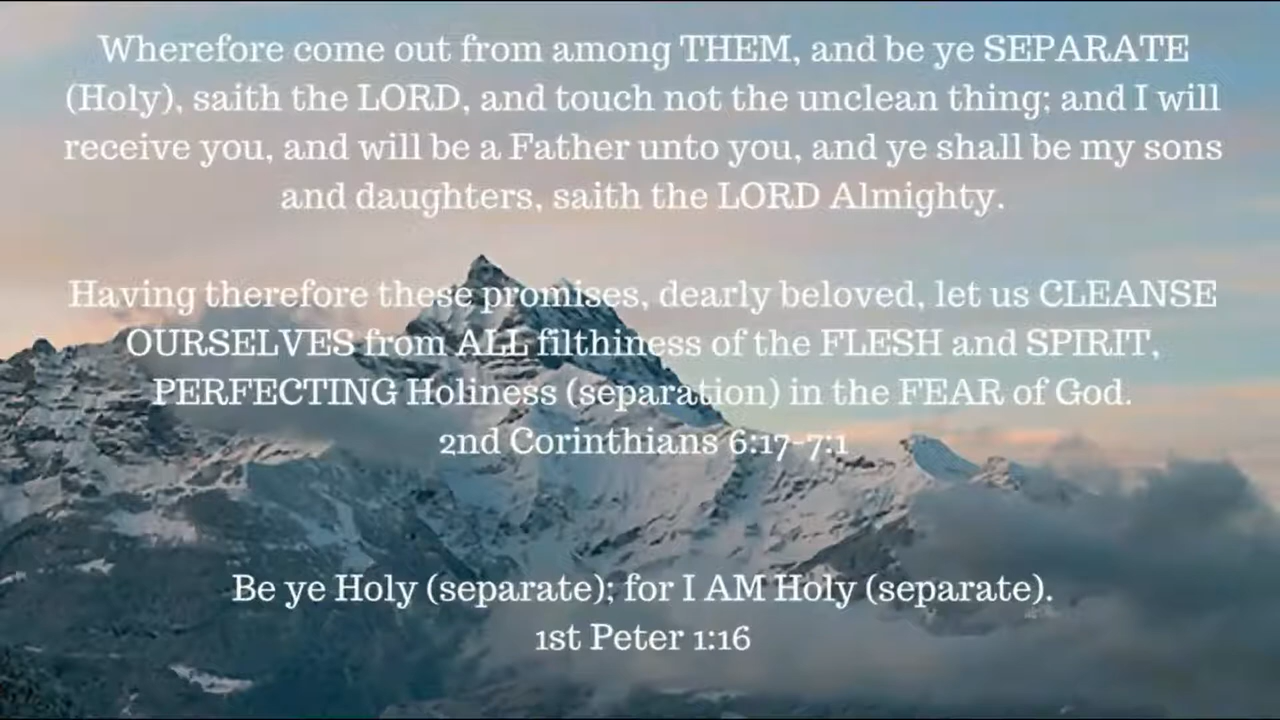 Wherefore come out from among THEM, and be ye SEPARATE
(Holy), saith the LORD, and touch not the unclean thing; and I will
receive you, and will be a Father unto you, and ye shall be my sons
and daughters, saith the LORD Almighty.
Having therefore these promises, dearly beloved, let us CLEANSE
OURSELVES from ALL filthiness of the FLESH and SPIRIT,
PERFECTING Holiness (separation) in the FEAR of God.
2nd Corinthians 6:17-7:1
Be ye Holy (separate); for I AM Holy (separate).
1st Peter 1:16